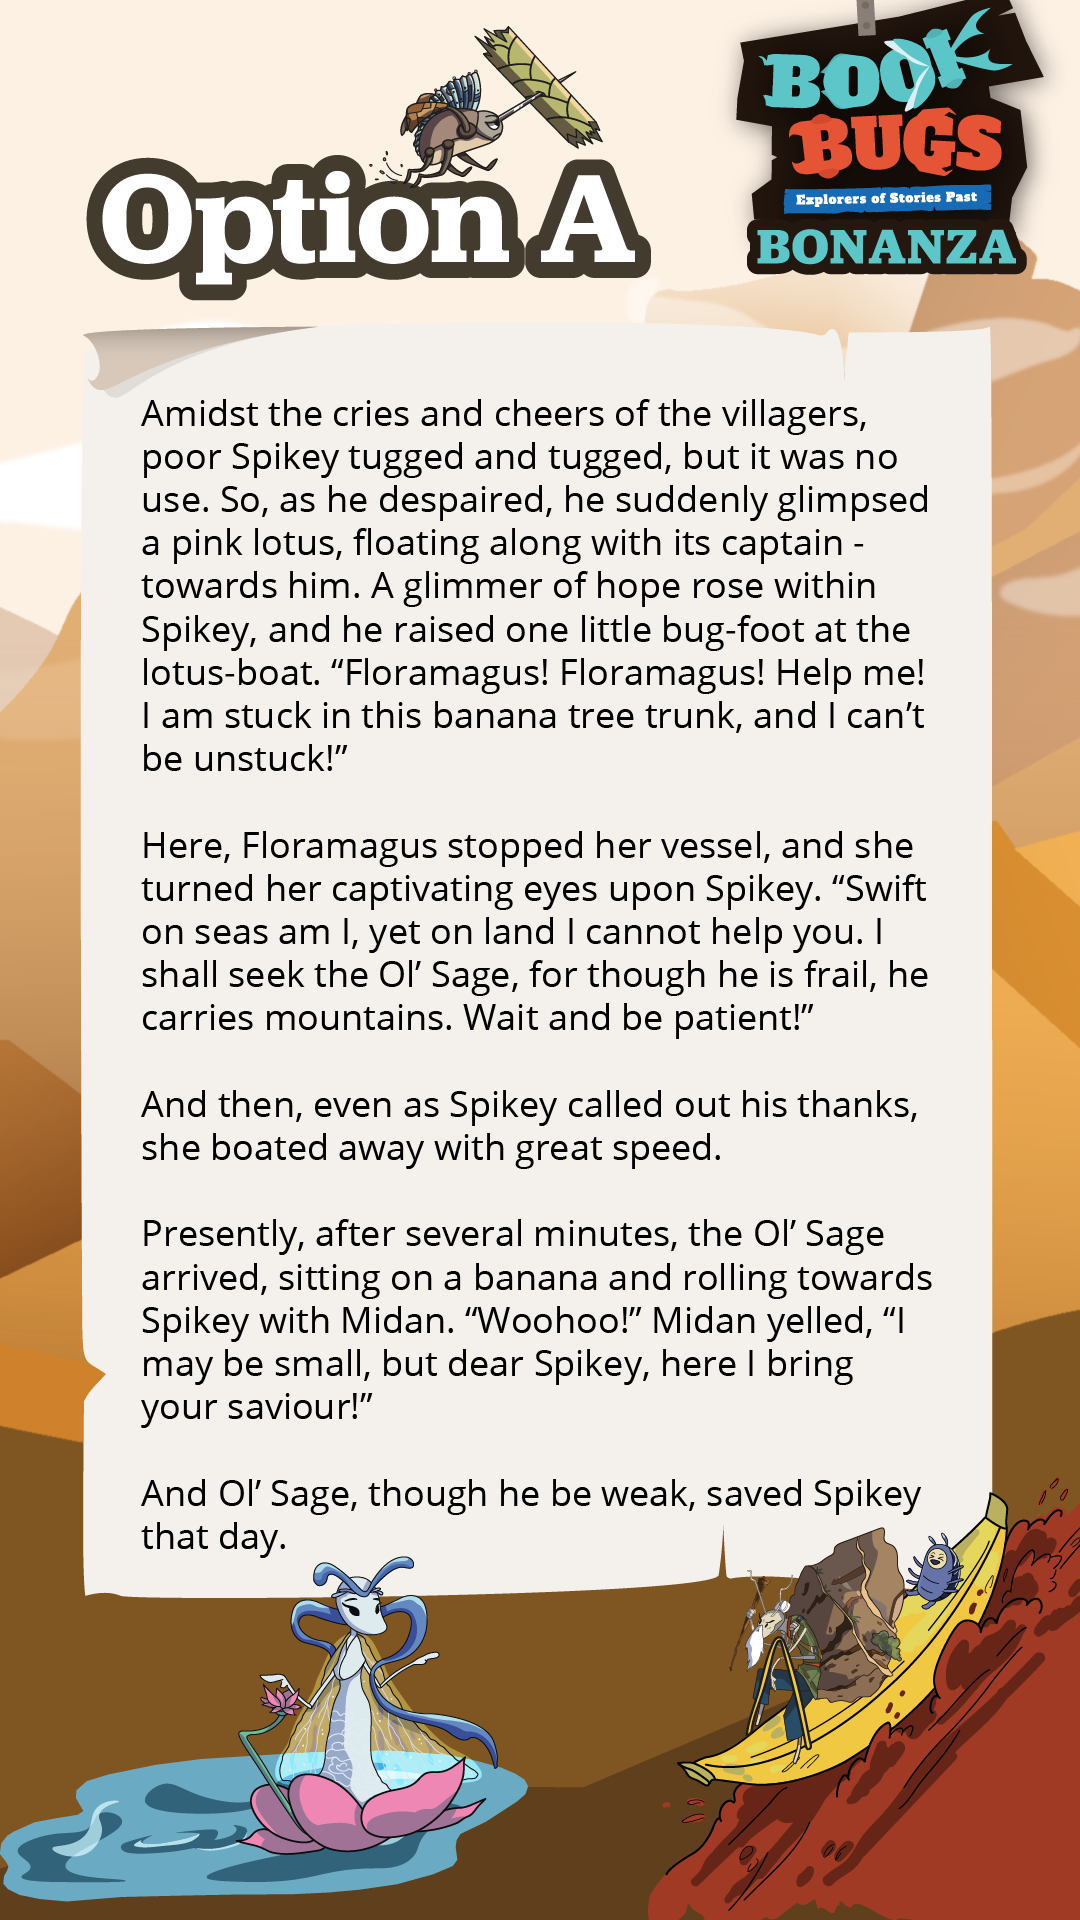 Option A
BOOK
BUGS
Explorers of Stories Past
BONANZA
Amidst the cries and cheers of the villagers,
poor Spikey tugged and tugged, but it was no
use. So, as he despaired, he suddenly glimpsed
a pink lotus, floating along with its captain -
towards him. A glimmer of hope rose within
Spikey, and he raised one little bug-foot at the
lotus-boat. “Floramagus! Floramagus! Help me!
I am stuck in this banana tree trunk, and I can’t
be unstuck!”
Here, Floramagus stopped her vessel, and she
turned her captivating eyes upon Spikey. “Swift
on seas am I, yet on land I cannot help you. I
shall seek the Ol’ Sage, for though he is frail, he
carries mountains. Wait and be patient!”
And then, even as Spikey called out his thanks,
she boated away with great speed.
Presently, after several minutes, the Ol’ Sage
arrived, sitting on a banana and rolling towards
Spikey with Midan. “Woohoo!” Midan yelled, “I
may be small, but dear Spikey, here I bring
your saviour!”
And Ol’ Sage, though he be weak, saved Spikey
that day.